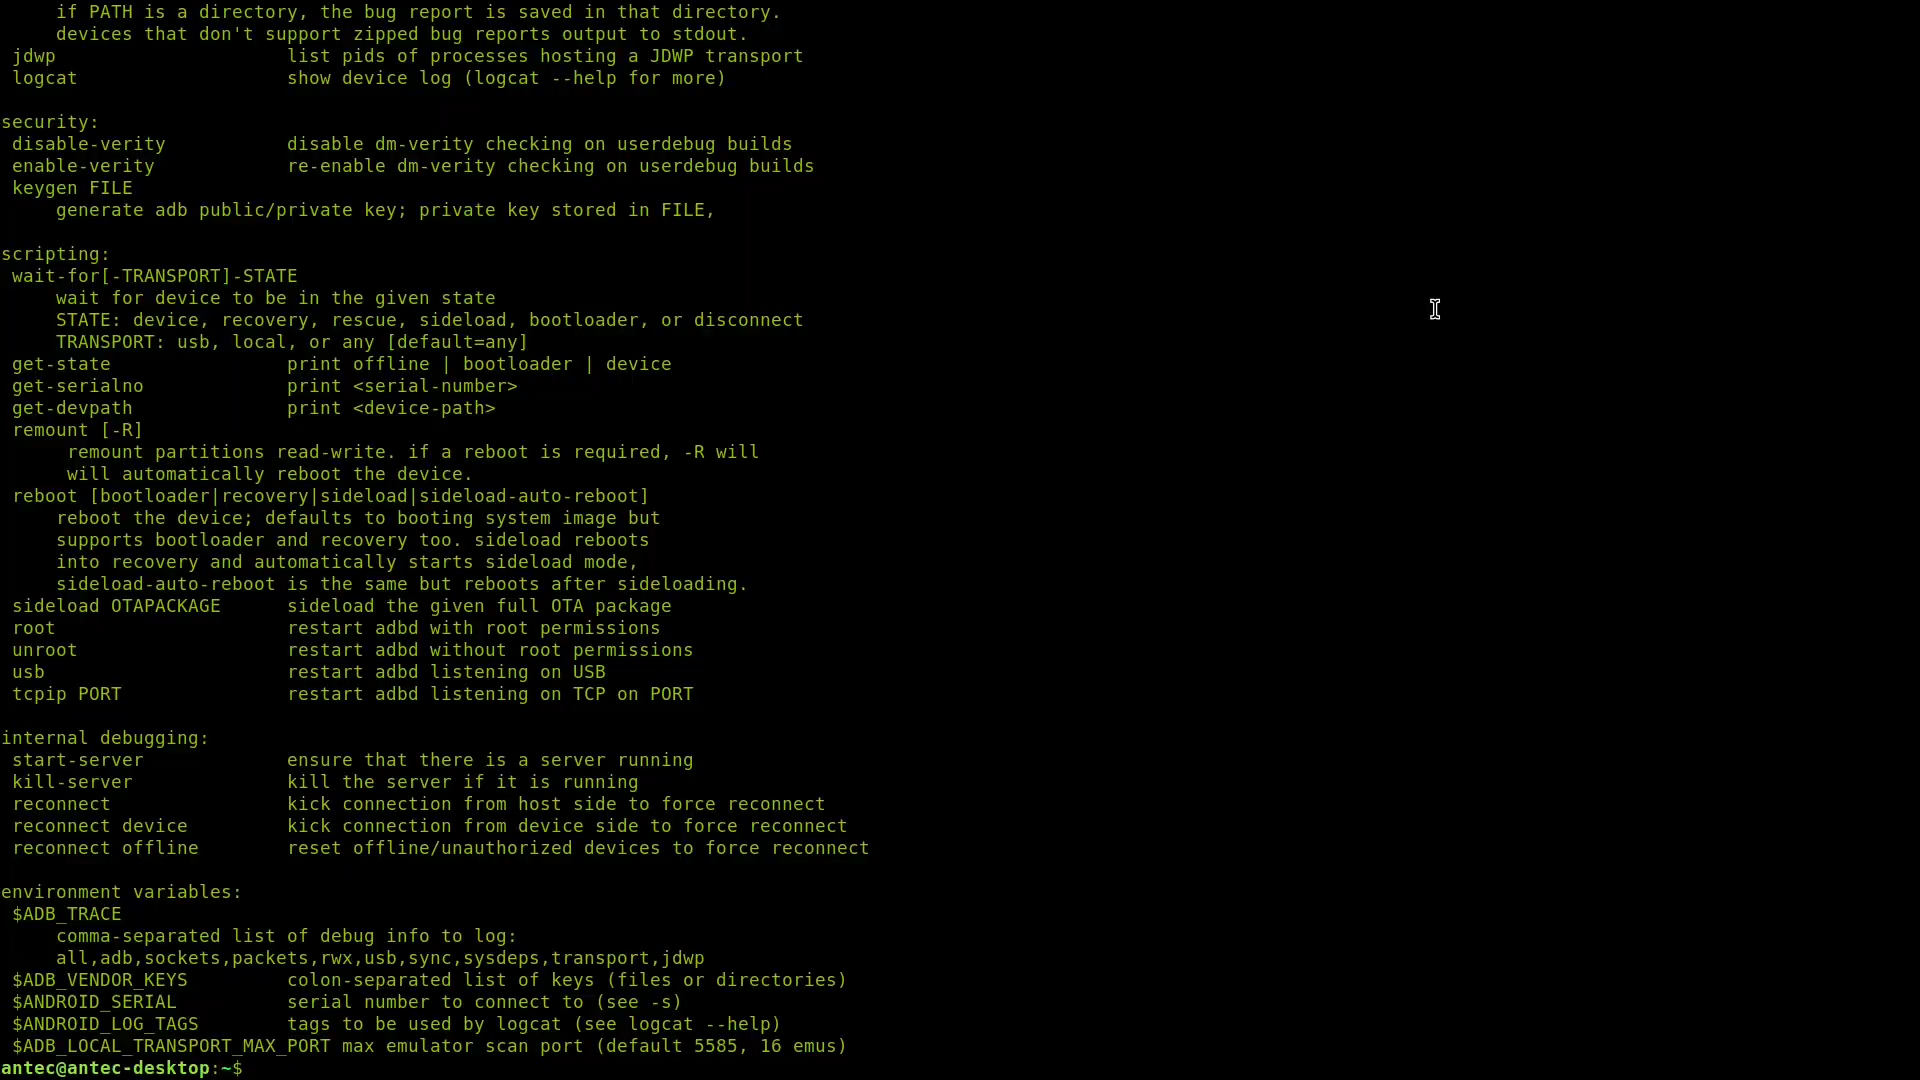 if PATH is a directory, the bug report is saved in that directory.
devices that don't support zipped bug reports output to stdout.
jdwp                     list pids of processes hosting a JDWP transport
logcat                   show device log (logcat --help for more)

security:
disable-verity           disable dm-verity checking on userdebug builds
enable-verity            re-enable dm-verity checking on userdebug builds
keygen FILE
generate adb public/private key; private key stored in FILE,

scripting:
wait-for[-TRANSPORT]-STATE
wait for device to be in the given state
STATE: device, recovery, rescue, sideload, bootloader, or disconnect
TRANSPORT: usb, local, or any [default=any]
get-state                print offline | bootloader | device
get-serialno             print <serial-number>
get-devpath              print <device-path>
remount [-R]
remount partitions read-write. if a reboot is required, -R will
will automatically reboot the device.
reboot [bootloader|recovery|sideload|sideload-auto-reboot]
reboot the device; defaults to booting system image but
supports bootloader and recovery too. sideload reboots
into recovery and automatically starts sideload mode,
sideload-auto-reboot is the same but reboots after sideloading.
sideload OTAPACKAGE      sideload the given full OTA package
root                     restart adbd with root permissions
unroot                   restart adbd without root permissions
usb                      restart adbd listening on USB
tcpip PORT               restart adbd listening on TCP on PORT

internal debugging:
start-server             ensure that there is a server running
kill-server              kill the server if it is running
reconnect                kick connection from host side to force reconnect
reconnect device         kick connection from device side to force reconnect
reconnect offline        reset offline/unauthorized devices to force reconnect

environment variables:
$ADB_TRACE
comma-separated list of debug info to log:
all,adb,sockets,packets,rwx,usb,sync,sysdeps,transport,jdwp
$ADB_VENDOR_KEYS         colon-separated list of keys (files or directories)
$ANDROID_SERIAL          serial number to connect to (see -s)
$ANDROID_LOG_TAGS        tags to be used by logcat (see logcat --help)
$ADB_LOCAL_TRANSPORT_MAX_PORT max emulator scan port (default 5585, 16 emus)
antec@antec-desktop:~$